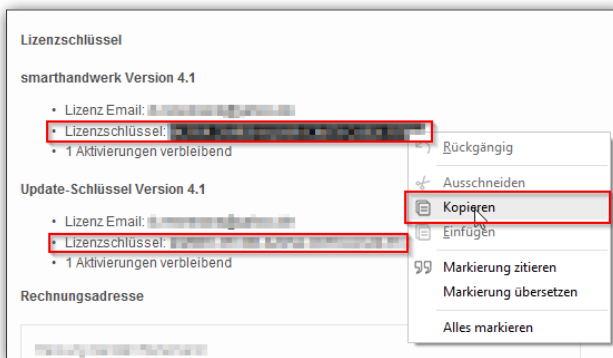 Lizenzschlüssel
smarthandwerk Version 4.1
• Lizenz Email:
• Lizenzschlüssel:
• 1 Aktivierungen verbleibend
Rückgängig
Ausschneiden
Update-Schlüssel Version 4.1
Kopieren
• Lizenz Email:
Einfügen
• Lizenzschlüssel:
• 1 Aktivierungen verbleibend
Markierung zitieren
Markierung übersetzen
Rechnungsadresse
Alles markieren